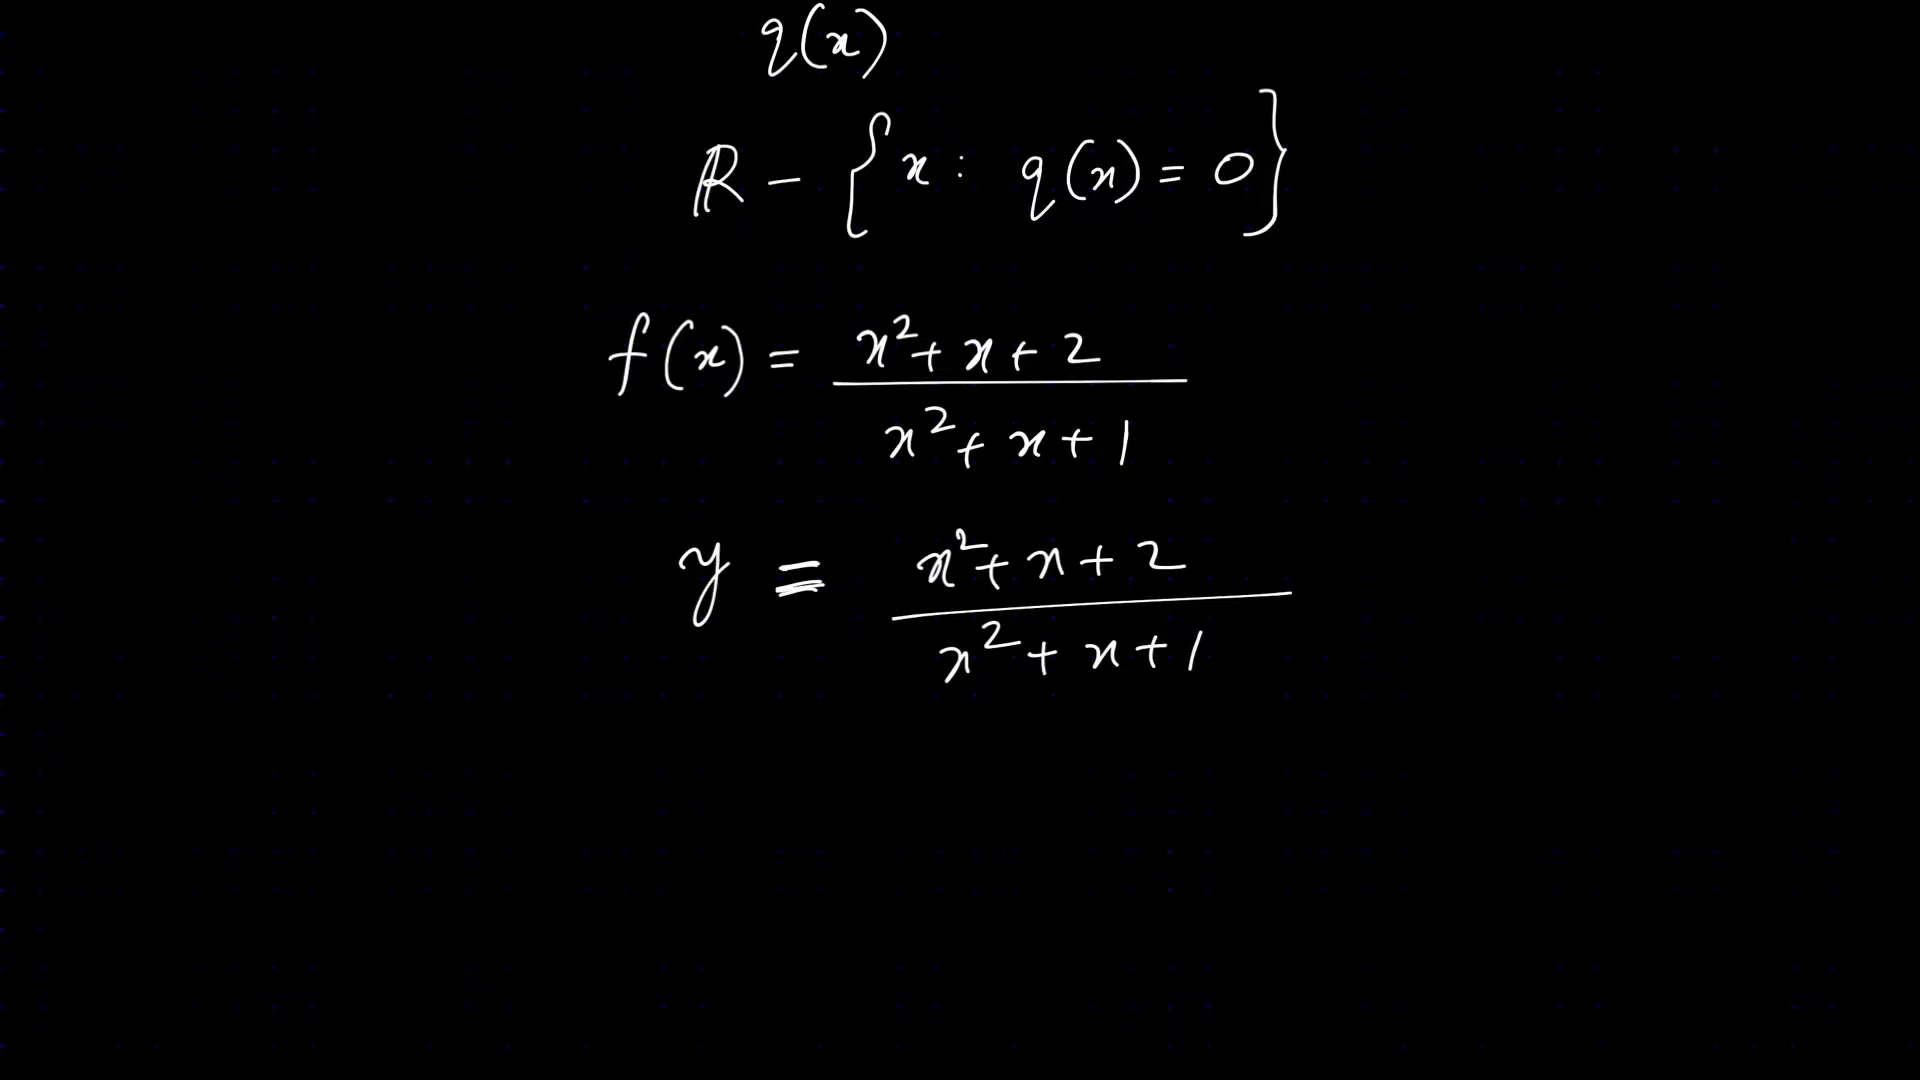 q(x)
ℝ - {x : q(x) = 0}
f(x) = x²+ x + 2
x²+ x + 1
y = x²+ x + 2
x²+ x + 1